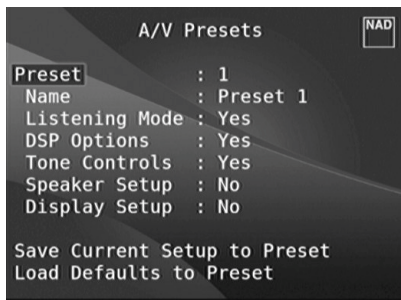 A/V Presets
NAD
Preset : 1
Name : Preset 1
Listening Mode : Yes
DSP Options : Yes
Tone Controls : Yes
Speaker Setup : No
Display Setup : No
Save Current Setup to Preset
Load Defaults to Preset